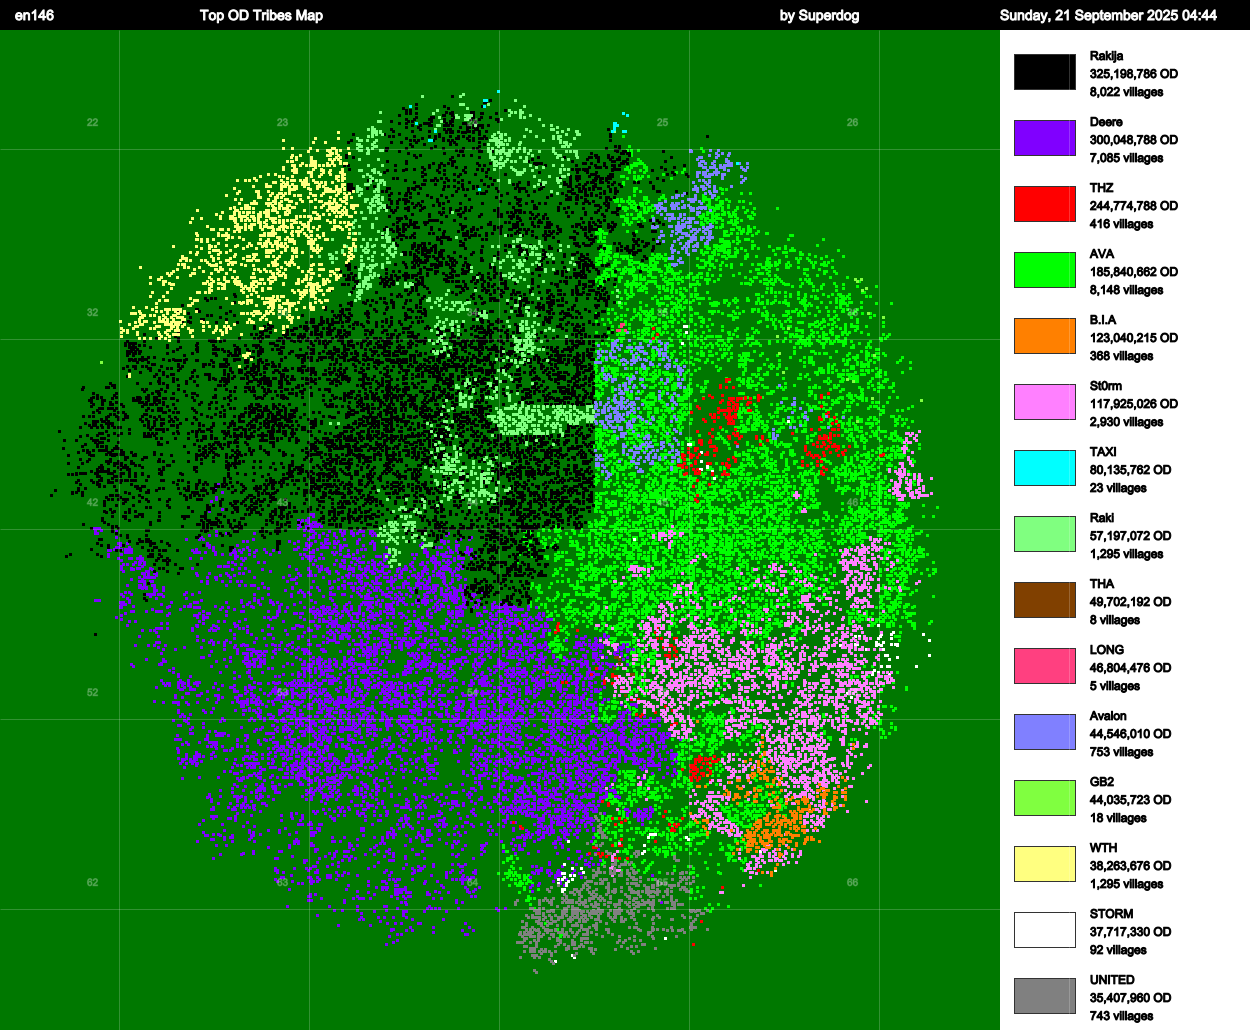 en146 Top OD Tribes Map by Superdog Sunday, 21 September 2025 04:44
Rakija
325,198,786 OD
8,022 villages
Deere
300,048,788 OD
7,085 villages
THZ
244,774,788 OD
416 villages
AVA
185,840,662 OD
8,148 villages
B.I.A
123,040,215 OD
368 villages
St0rm
117,925,026 OD
2,930 villages
TAXI
80,135,762 OD
23 villages
Raki
57,197,072 OD
1,295 villages
THA
49,702,192 OD
8 villages
LONG
46,804,476 OD
5 villages
Avalon
44,546,010 OD
753 villages
GB2
44,035,723 OD
18 villages
WTH
38,263,676 OD
1,295 villages
STORM
37,717,330 OD
92 villages
UNITED
35,407,960 OD
743 villages
22 23 25 26
32
42 43
52 53 54
62 63 64 66